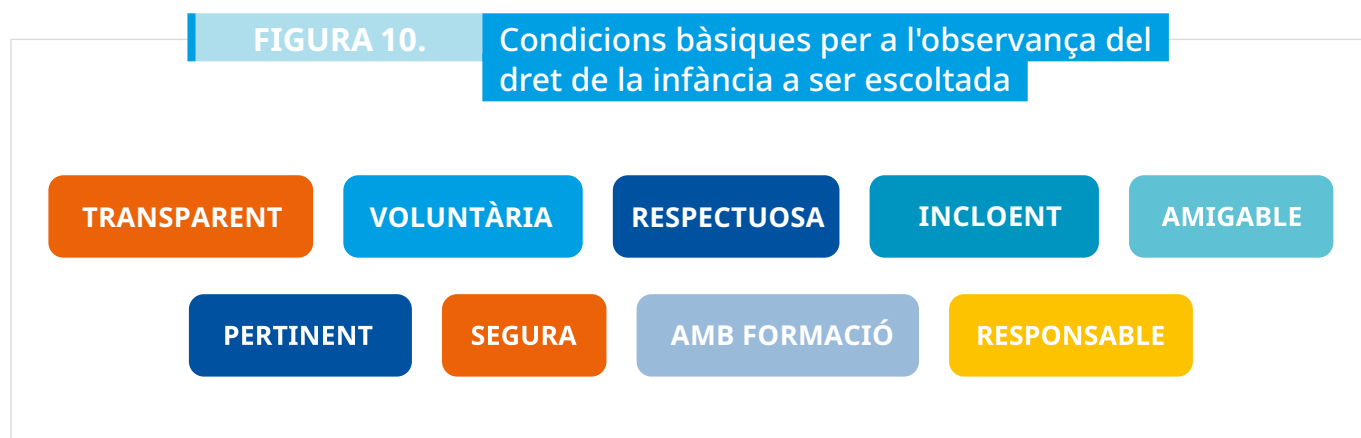 FIGURA 10.
Condicions bàsiques per a l'observança del
dret de la infància a ser escoltada
TRANSPARENT
VOLUNTÀRIA
RESPECTUOSA
INCLOENT
AMIGABLE
PERTINENT
SEGURA
AMB FORMACIÓ
RESPONSABLE